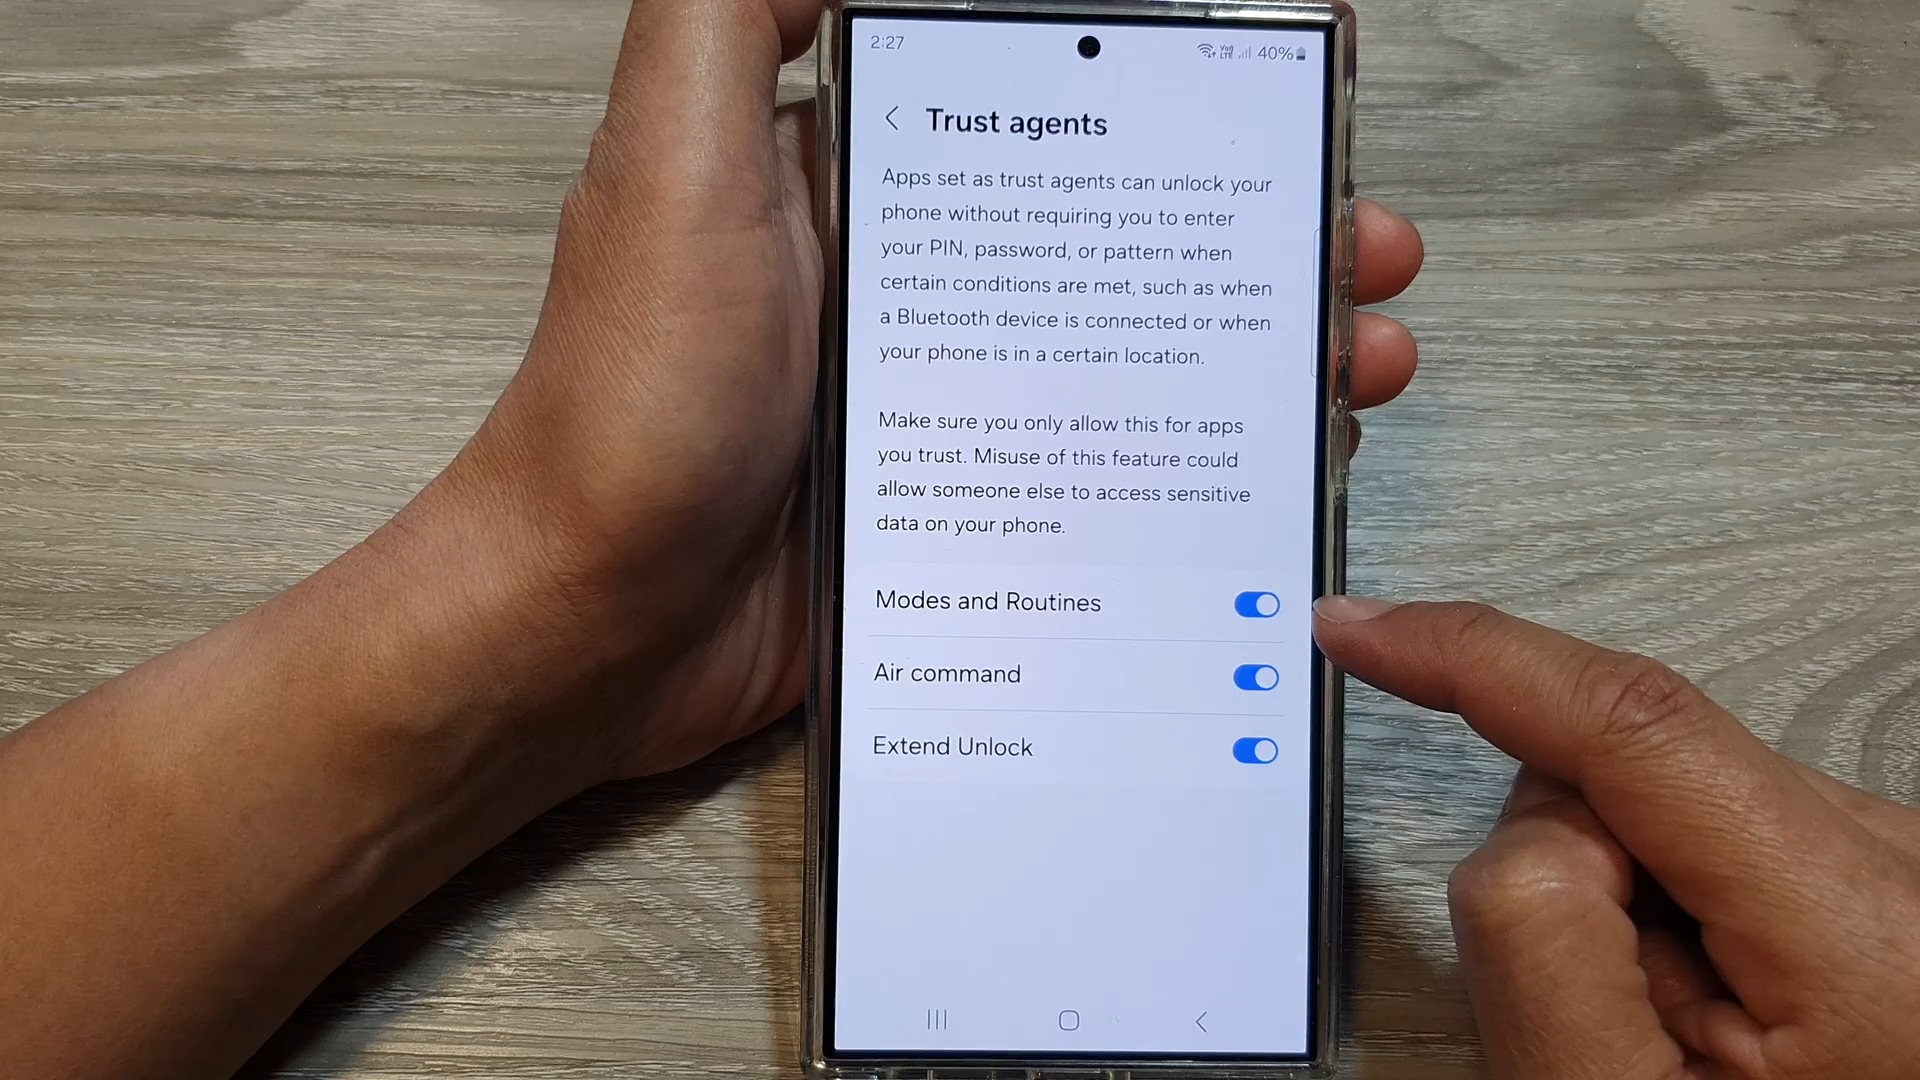 2:27
Vo)) LTE 40%
Trust agents
Apps set as trust agents can unlock your
phone without requiring you to enter
your PIN, password, or pattern when
certain conditions are met, such as when
a Bluetooth device is connected or when
your phone is in a certain location.
Make sure you only allow this for apps
you trust. Misuse of this feature could
allow someone else to access sensitive
data on your phone.
Modes and Routines
Air command
Extend Unlock